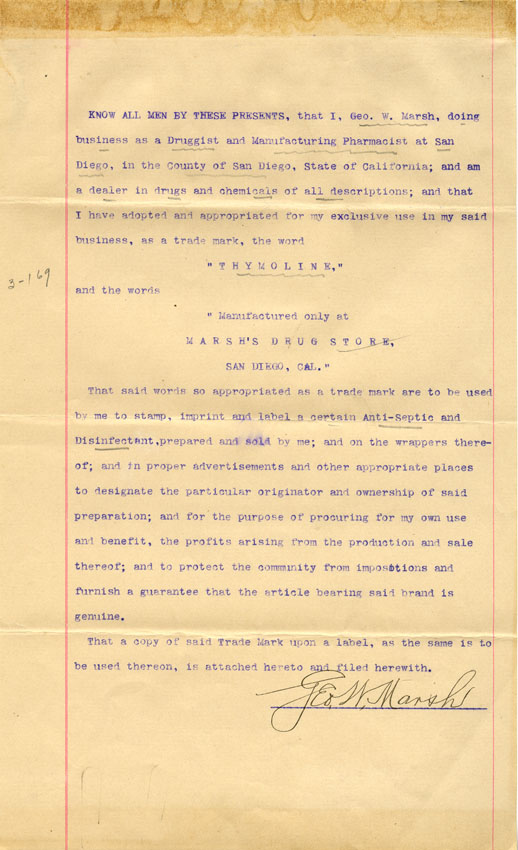 KNOW ALL MEN BY THESE PRESENTS, that I, Geo. W. Marsh, doing
business as a Druggist and Manufacturing Pharmacist at San
Diego, in the County of San Diego, State of California; and am
a dealer in drugs and chemicals of all descriptions; and that
I have adopted and appropriated for my exclusive use in my said
business, as a trade mark, the word
" T H Y M O L I N E, "
3-169
and the words
" Manufactured only at
M A R S H ' S  D R U G  S T O R E,
SAN DIEGO, CAL. "
That said words so appropriated as a trade mark are to be used
by me to stamp, imprint and label a certain Anti-Septic and
Disinfectant, prepared and sold by me; and on the wrappers there-
of; and in proper advertisements and other appropriate places
to designate the particular originator and ownership of said
preparation; and for the purpose of procuring for my own use
and benefit, the profits arising from the production and sale
thereof; and to protect the community from impositions and
furnish a guarantee that the article bearing said brand is
genuine.
That a copy of said Trade Mark upon a label, as the same is to
be used thereon, is attached hereto and filed herewith.
Geo. W. Marsh